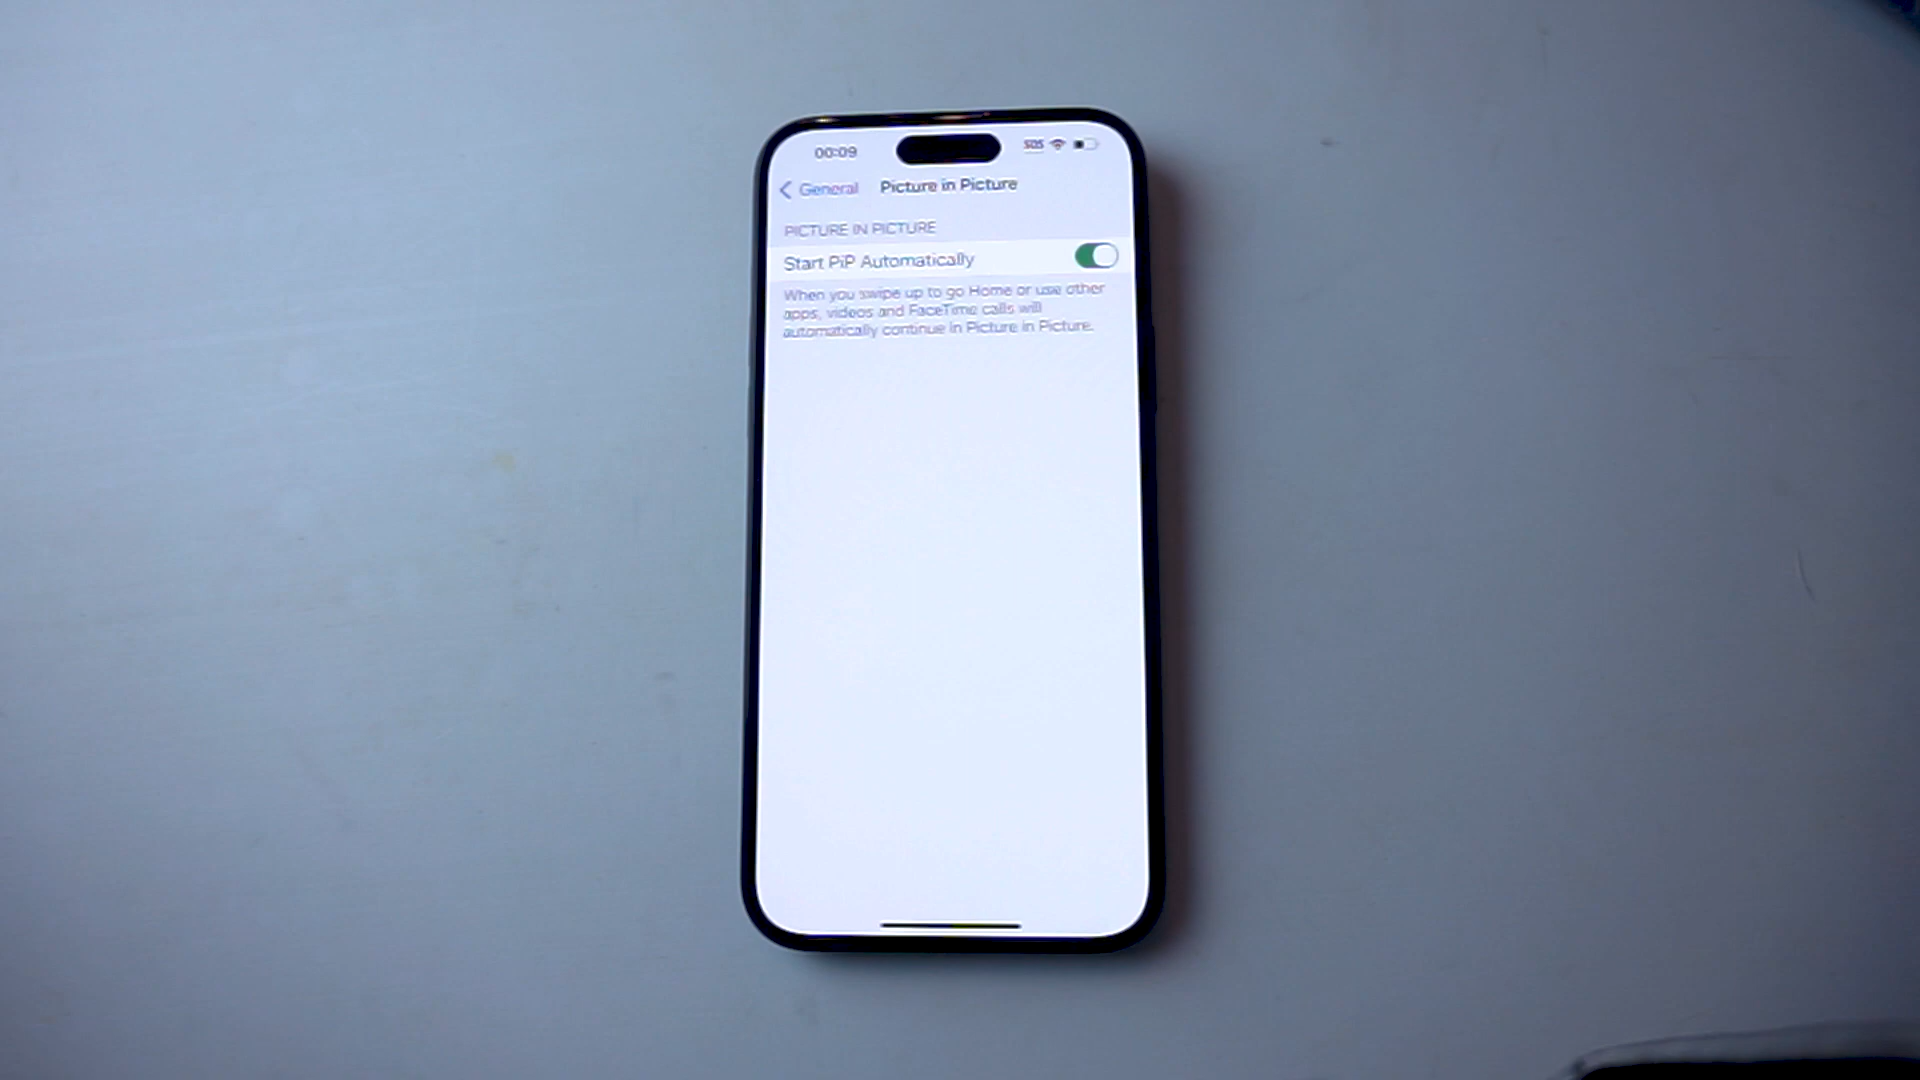 00:09 SOS
General Picture in Picture
PICTURE IN PICTURE
Start PiP Automatically
When you swipe up to go Home or use other
apps, videos and FaceTime calls will
automatically continue in Picture in Picture.